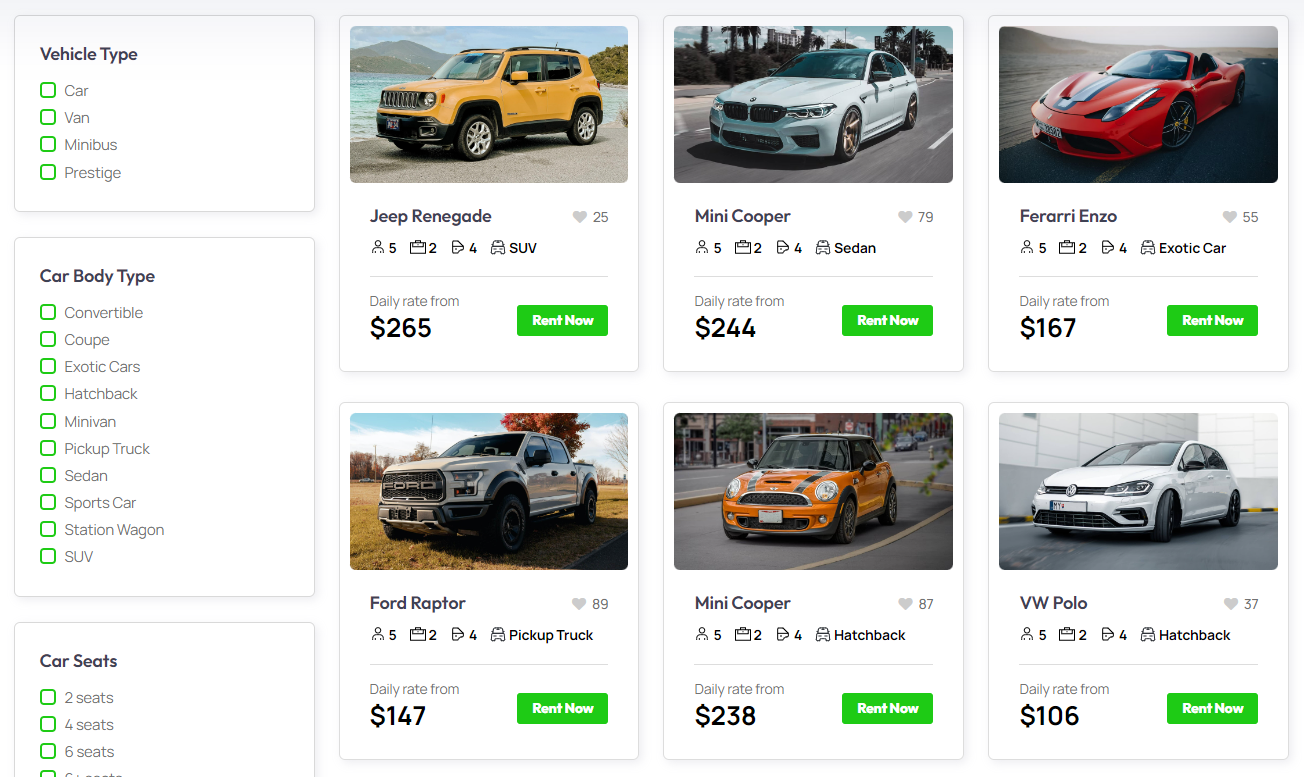 Vehicle Type
Car
Van
Minibus
Prestige
Car Body Type
Convertible
Coupe
Exotic Cars
Hatchback
Minivan
Pickup Truck
Sedan
Sports Car
Station Wagon
SUV
Car Seats
2 seats
4 seats
6 seats
6+ seats
Jeep Renegade 25
5 2 4 SUV
Daily rate from
$265 Rent Now
Mini Cooper 79
5 2 4 Sedan
Daily rate from
$244 Rent Now
Ferarri Enzo 55
5 2 4 Exotic Car
Daily rate from
$167 Rent Now
FORD
Ford Raptor 89
5 2 4 Pickup Truck
Daily rate from
$147 Rent Now
Mini Cooper 87
5 2 4 Hatchback
Daily rate from
$238 Rent Now
VW Polo 37
5 2 4 Hatchback
Daily rate from
$106 Rent Now